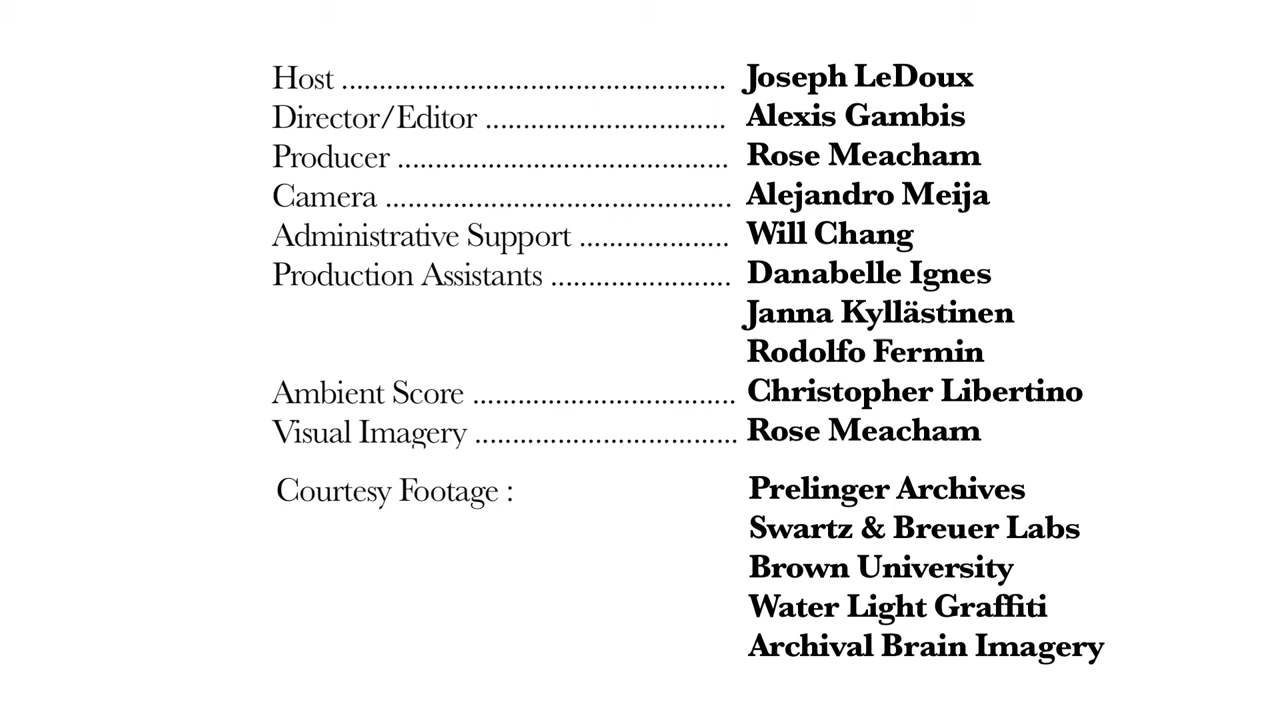 Host ................................................... Joseph LeDoux
Director/Editor ................................ Alexis Gambis
Producer ............................................ Rose Meacham
Camera .............................................. Alejandro Meija
Administrative Support .................... Will Chang
Production Assistants ........................ Danabelle Ignes
Janna Kyllästinen
Rodolfo Fermin
Ambient Score ................................... Christopher Libertino
Visual Imagery ................................... Rose Meacham
Courtesy Footage : Prelinger Archives
Swartz & Breuer Labs
Brown University
Water Light Graffiti
Archival Brain Imagery